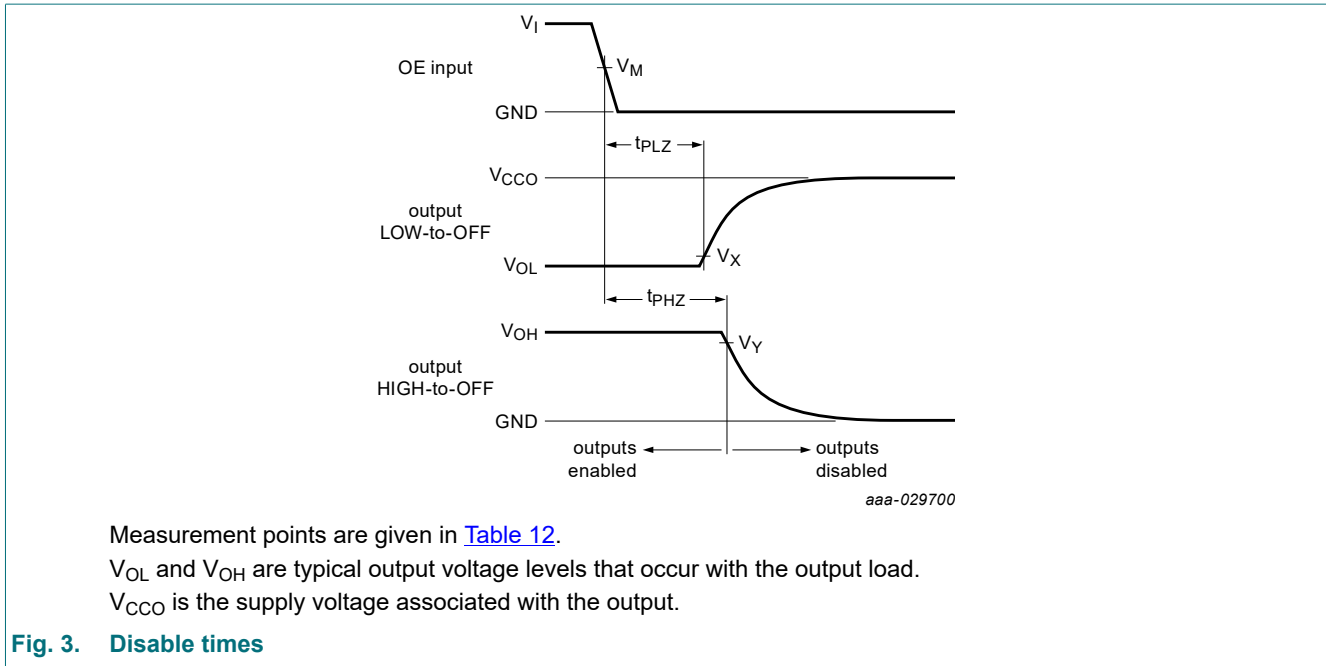 V_I
OE input
V_M
GND
t_PLZ
V_CCO
output
LOW-to-OFF
V_X
V_OL
t_PHZ
V_OH
V_Y
output
HIGH-to-OFF
GND
outputs
enabled
outputs
disabled
aaa-029700
Measurement points are given in Table 12.
V_OL and V_OH are typical output voltage levels that occur with the output load.
V_CCO is the supply voltage associated with the output.
Fig. 3. Disable times